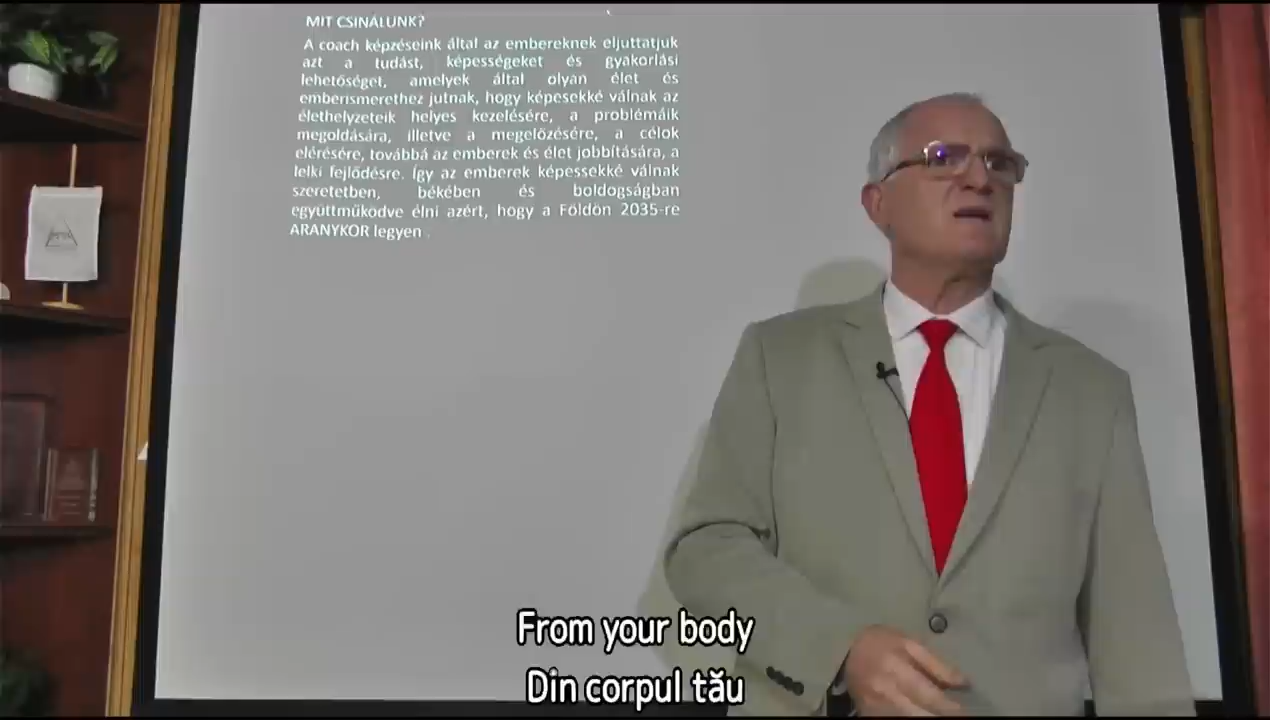 MIT CSINÁLUNK?
A coach képzéseink által az embereknek eljuttatjuk
azt a tudást, képességeket és gyakorlási
lehetőséget, amelyek által olyan élet és
emberismerethez jutnak, hogy képesekké válnak az
élethelyzeteik helyes kezelésére, a problémáik
megoldására, illetve a megelőzésére, a célok
elérésére, továbbá az emberek és élet jobbítására, a
lelki fejlődésre. Így az emberek képessekké válnak
szeretetben, békében és boldogságban
együttműködve élni azért, hogy a Földön 2035-re
ARANYKOR legyen .
From your body
Din corpul tău